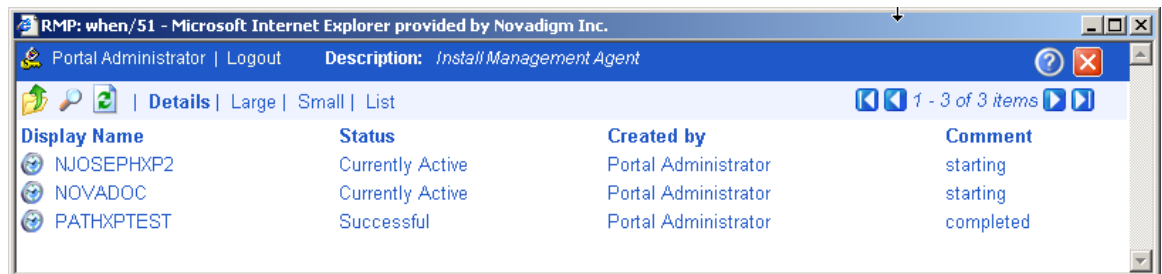 RMP: when/51 - Microsoft Internet Explorer provided by Novadigm Inc.
Portal Administrator | Logout Description: Install Management Agent
| Details | Large | Small | List 1 - 3 of 3 items
Display Name Status Created by Comment
NJOSEPHXP2 Currently Active Portal Administrator starting
NOVADOC Currently Active Portal Administrator starting
PATHXPTEST Successful Portal Administrator completed